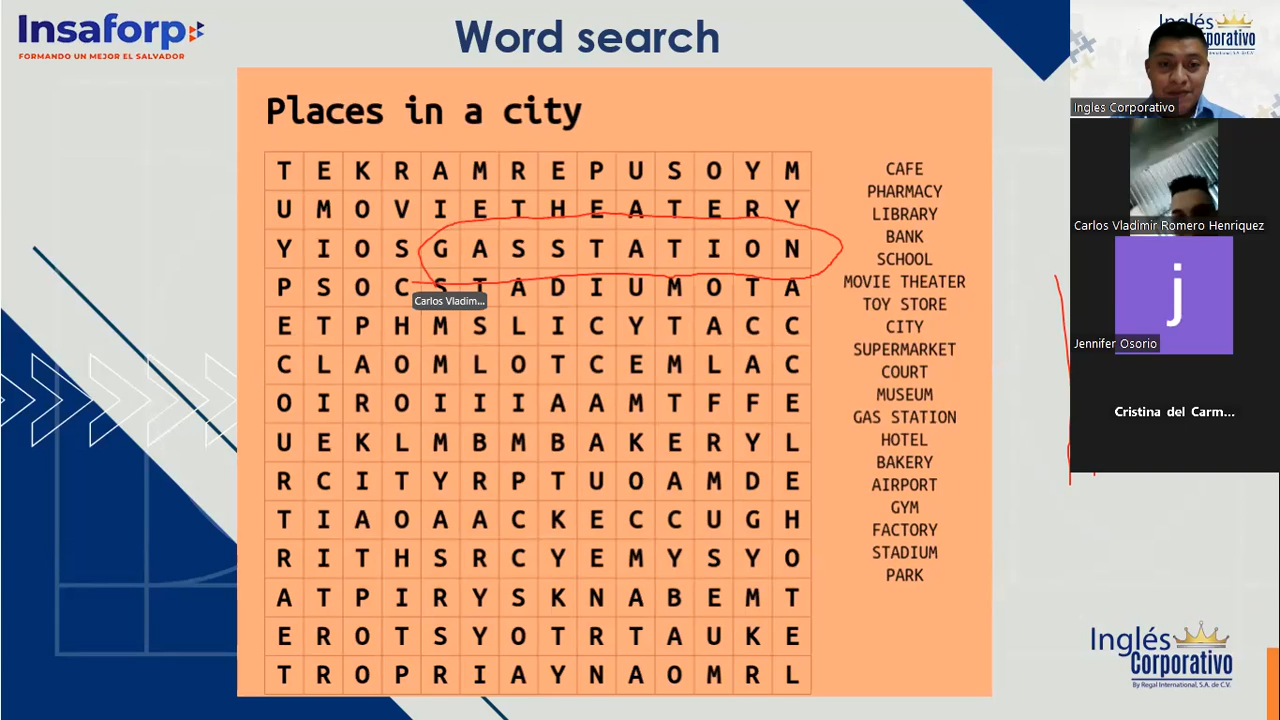 Insaforp
FORMANDO UN MEJOR EL SALVADOR
Word search
Places in a city
T E K R A M R E P U S O Y M
U M O V I E T H E A T E R Y
Y I O S G A S S T A T I O N
P S O C S T A D I U M O T A
E T P H M S L I C Y T A C C
C L A O M L O T C E M L A C
O I R O I I I A A M T F F E
U E K L M B M B A K E R Y L
R C I T Y R P T U O A M D E
T I A O A A C K E C C U G H
R I T H S R C Y E M Y S Y O
A T P I R Y S K N A B E M T
E R O T S Y O T R T A U K E
T R O P R I A Y N A O M R L
CAFE
PHARMACY
LIBRARY
BANK
SCHOOL
MOVIE THEATER
TOY STORE
CITY
SUPERMARKET
COURT
MUSEUM
GAS STATION
HOTEL
BAKERY
AIRPORT
GYM
FACTORY
STADIUM
PARK
Carlos Vladim...
Inglés
Corporativo
By Regal International, S.A. de C.V.
Ingles Corporativo
Carlos Vladimir Romero Henriquez
j
Jennifer Osorio
Cristina del Carm...